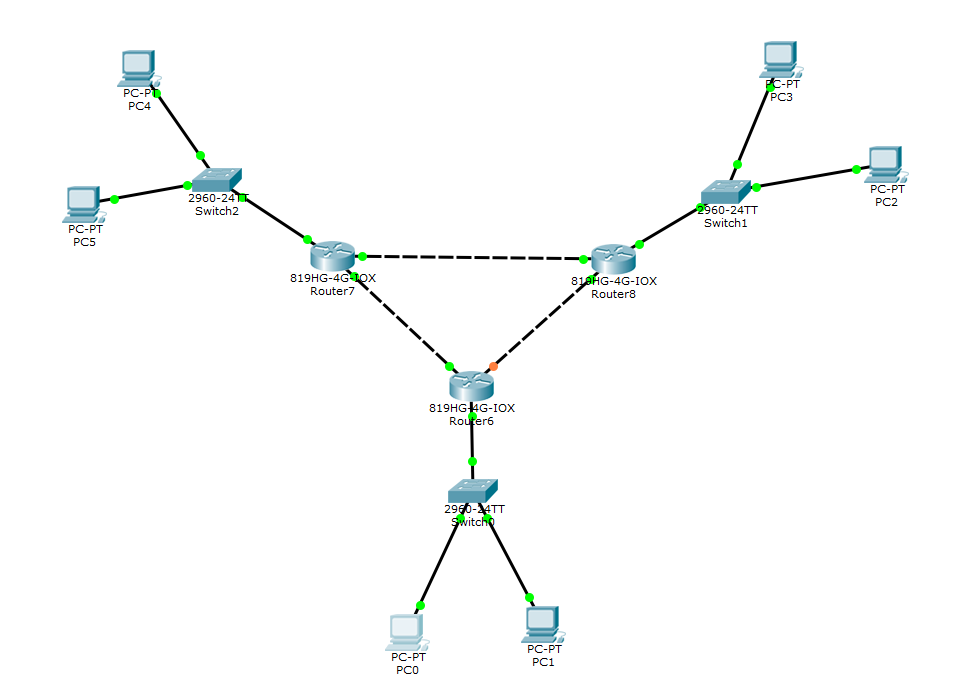 PC-PT
PC4
PC-PT
PC3
PC-PT
PC2
PC-PT
PC5
2960-24TT
Switch2
2960-24TT
Switch1
819HG-4G-IOX
Router7
819HG-4G-IOX
Router8
819HG-4G-IOX
Router6
2960-24TT
Switch0
PC-PT
PC0
PC-PT
PC1